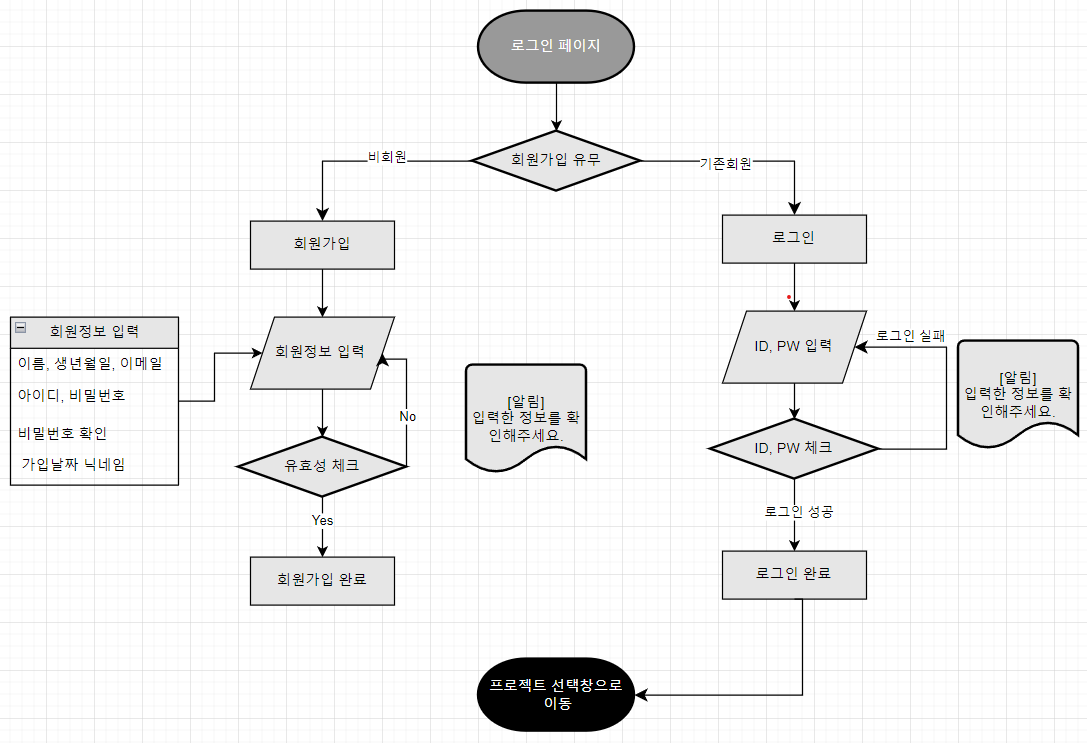 로그인 페이지
회원가입 유무
비회원
기존회원
회원가입
로그인
회원정보 입력
이름, 생년월일, 이메일
아이디, 비밀번호
비밀번호 확인
가입날짜 닉네임
회원정보 입력
No
유효성 체크
Yes
회원가입 완료
[알림]
입력한 정보를 확
인해주세요.
ID, PW 입력
로그인 실패
ID, PW 체크
로그인 성공
로그인 완료
[알림]
입력한 정보를 확
인해주세요.
프로젝트 선택창으로
이동